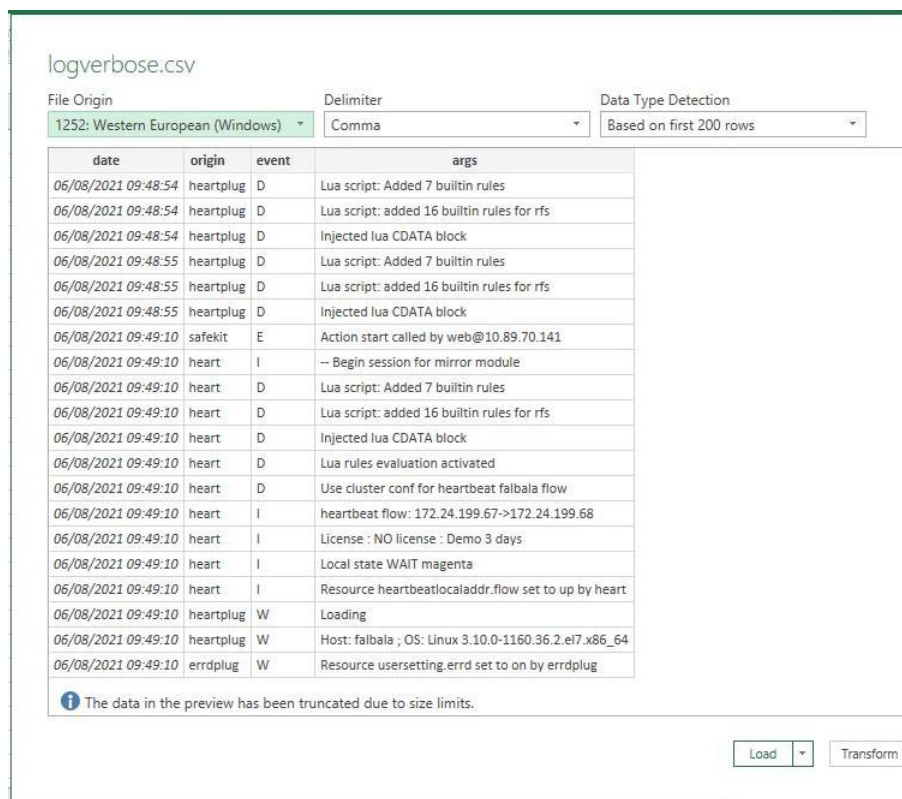 logverbose.csv
File Origin Delimiter Data Type Detection
1252: Western European (Windows) Comma Based on first 200 rows
date origin event args
06/08/2021 09:48:54 heartplug D Lua script: Added 7 builtin rules
06/08/2021 09:48:54 heartplug D Lua script: added 16 builtin rules for rfs
06/08/2021 09:48:54 heartplug D Injected lua CDATA block
06/08/2021 09:48:55 heartplug D Lua script: Added 7 builtin rules
06/08/2021 09:48:55 heartplug D Lua script: added 16 builtin rules for rfs
06/08/2021 09:48:55 heartplug D Injected lua CDATA block
06/08/2021 09:49:10 safekit E Action start called by web@10.89.70.141
06/08/2021 09:49:10 heart I -- Begin session for mirror module
06/08/2021 09:49:10 heart D Lua script: Added 7 builtin rules
06/08/2021 09:49:10 heart D Lua script: added 16 builtin rules for rfs
06/08/2021 09:49:10 heart D Injected lua CDATA block
06/08/2021 09:49:10 heart D Lua rules evaluation activated
06/08/2021 09:49:10 heart D Use cluster conf for heartbeat falbala flow
06/08/2021 09:49:10 heart I heartbeat flow: 172.24.199.67->172.24.199.68
06/08/2021 09:49:10 heart I License : NO license : Demo 3 days
06/08/2021 09:49:10 heart I Local state WAIT magenta
06/08/2021 09:49:10 heart I Resource heartbeatlocaladdr.flow set to up by heart
06/08/2021 09:49:10 heartplug W Loading
06/08/2021 09:49:10 heartplug W Host: falbala ; OS: Linux 3.10.0-1160.36.2.el7.x86_64
06/08/2021 09:49:10 errdplug W Resource usersetting.errd set to on by errdplug
The data in the preview has been truncated due to size limits.
Load Transform